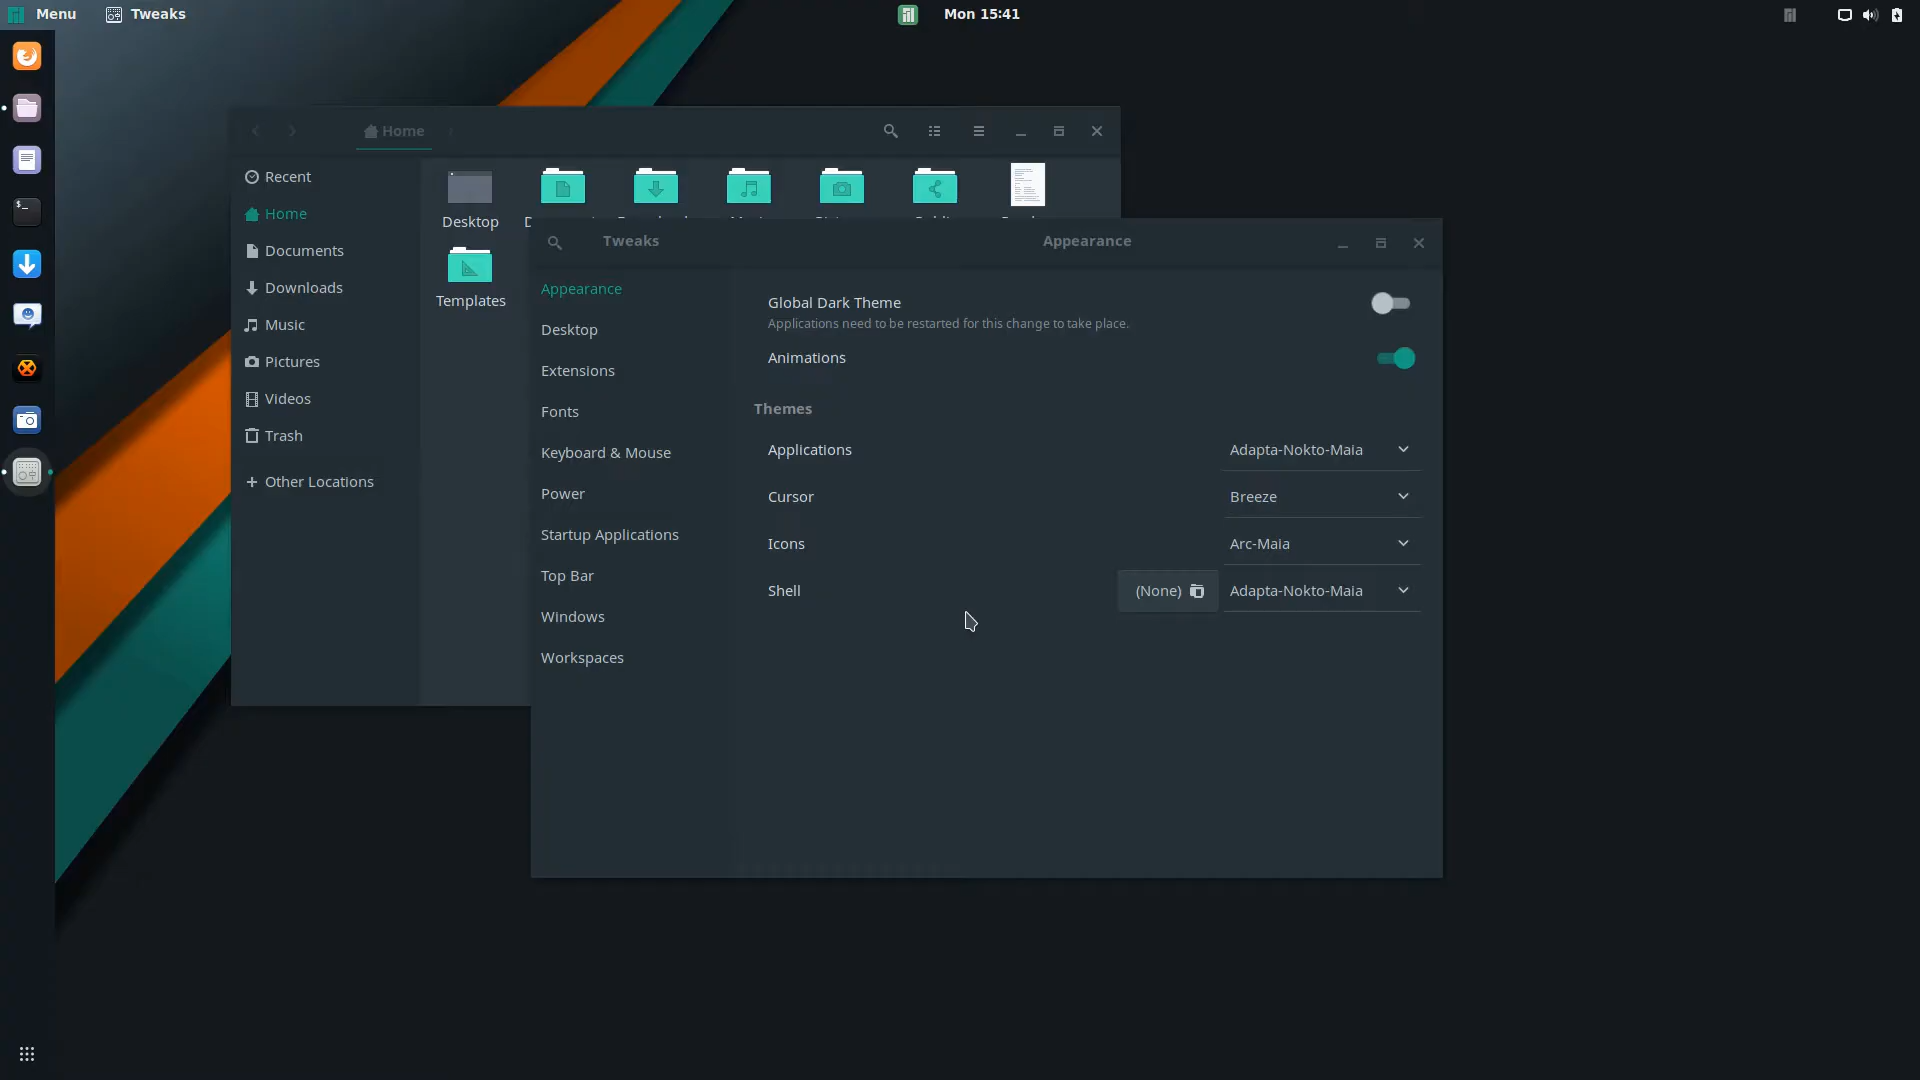 Menu
Tweaks
Mon 15:41
Home
Recent
Home
Documents
Downloads
Music
Pictures
Videos
Trash
Other Locations
Desktop
Templates
Tweaks
Appearance
Appearance
Desktop
Extensions
Fonts
Keyboard & Mouse
Power
Startup Applications
Top Bar
Windows
Workspaces
Global Dark Theme
Applications need to be restarted for this change to take place.
Animations
Themes
Applications
Adapta-Nokto-Maia
Cursor
Breeze
Icons
Arc-Maia
Shell
(None)
Adapta-Nokto-Maia